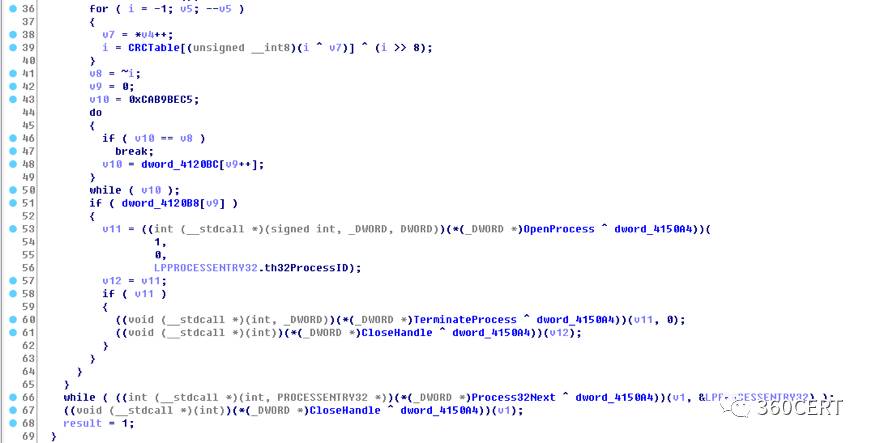 36 for ( i = -1; v5; --v5 )
37 {
38 v7 = *v4++;
39 i = CRCTable[(unsigned __int8)(i ^ v7)] ^ (i >> 8);
40 }
41 v8 = ~i;
42 v9 = 0;
43 v10 = 0xCAB9BEC5;
44 do
45 {
46 if ( v10 == v8 )
47 break;
48 v10 = dword_4120BC[v9++];
49 }
50 while ( v10 );
51 if ( dword_4120B8[v9] )
52 {
53 v11 = ((int (__stdcall *)(signed int, _DWORD, DWORD))(*(_DWORD *)OpenProcess ^ dword_4150A4))(
54 1,
55 0,
56 LPPROCESSENTRY32.th32ProcessID);
57 v12 = v11;
58 if ( v11 )
59 {
60 ((void (__stdcall *)(int, _DWORD))(*(_DWORD *)TerminateProcess ^ dword_4150A4))(v11, 0);
61 ((void (__stdcall *)(int))(*(_DWORD *)CloseHandle ^ dword_4150A4))(v12);
62 }
63 }
64 }
65 }
66 while ( ((int (__stdcall *)(int, PROCESSENTRY32 *))(*(_DWORD *)Process32Next ^ dword_4150A4))(v1, &LPPROCESSENTRY32) );
67 ((void (__stdcall *)(int))(*(_DWORD *)CloseHandle ^ dword_4150A4))(v1);
68 result = 1;
69 }
360CERT